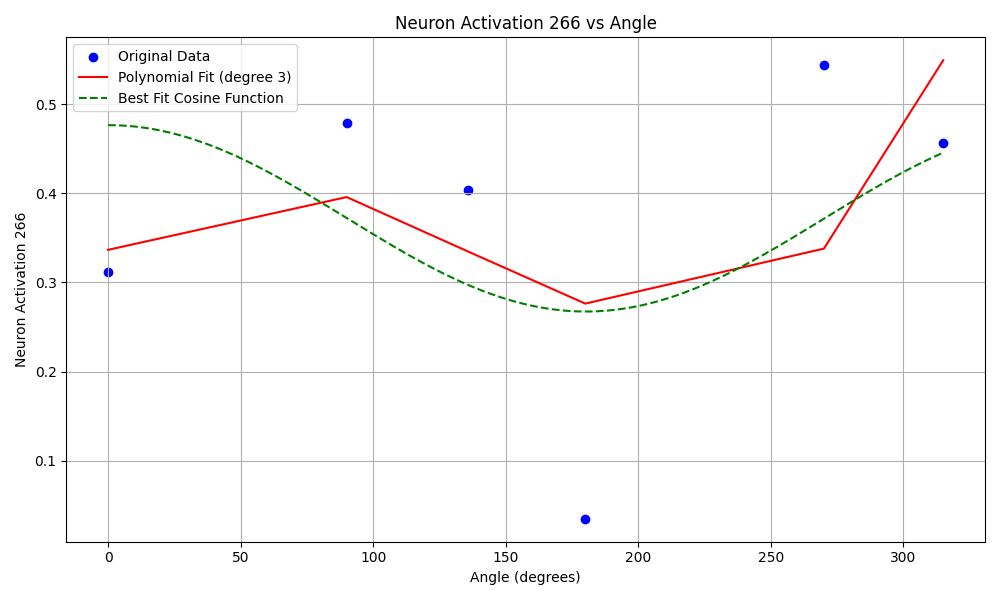 Neuron Activation 266 vs Angle
Original Data
Polynomial Fit (degree 3)
Best Fit Cosine Function
0.5
0.4
0.3
0.2
0.1
Neuron Activation 266
0 50 100 150 200 250 300
Angle (degrees)